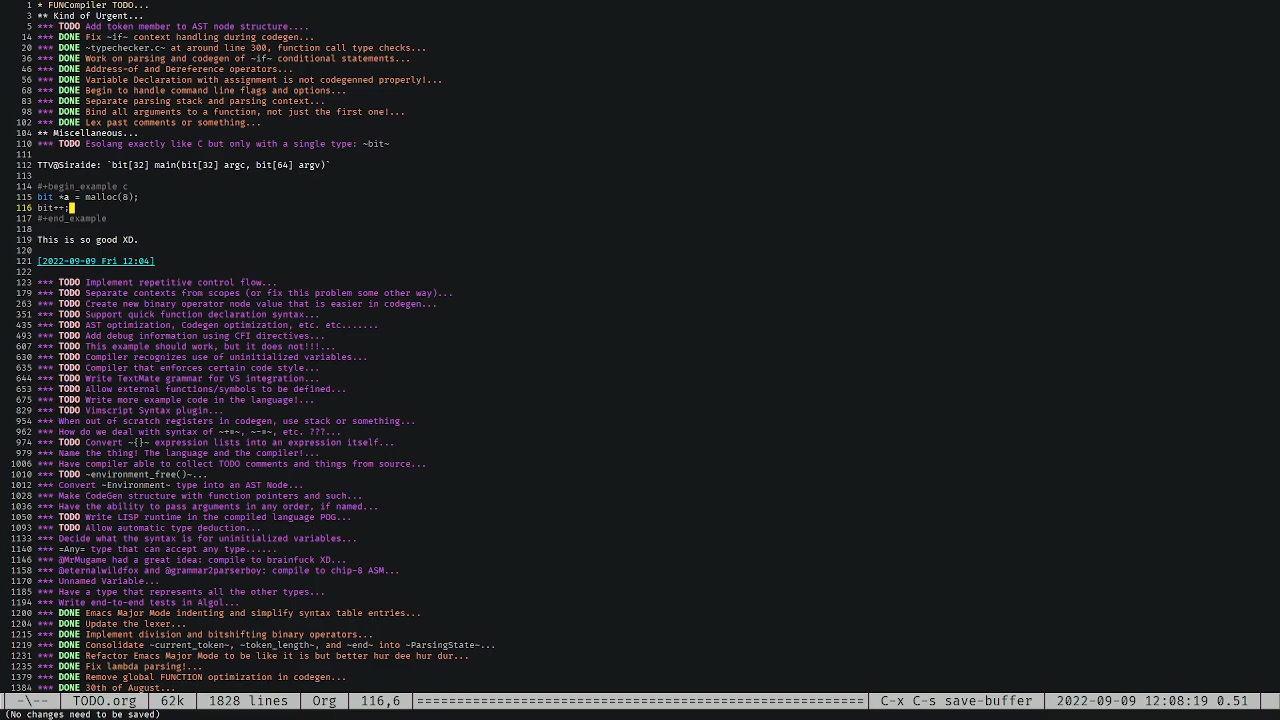 1 * FUNCompiler TODO...
3 ** Kind of Urgent...
5 *** TODO Add token member to AST node structure....
14 *** DONE Fix ~if~ context handling during codegen...
20 *** DONE ~typechecker.c~ at around line 300, function call type checks...
36 *** DONE Work on parsing and codegen of ~if~ conditional statements...
46 *** DONE Address-of and Dereference operators...
56 *** DONE Variable Declaration with assignment is not codegenned properly!...
68 *** DONE Begin to handle command line flags and options...
83 *** DONE Separate parsing stack and parsing context...
98 *** DONE Bind all arguments to a function, not just the first one!...
102 *** DONE Lex past comments or something...
104 ** Miscellaneous...
110 *** TODO Esolang exactly like C but only with a single type: ~bit~
111
112 TTV@Siraide: `bit[32] main(bit[32] argc, bit[64] argv)`
113
114 #+begin_example c
115 bit *a = malloc(8);
116 bit++;
117 #+end_example
118
119 This is so good XD.
120
121 [2022-09-09 Fri 12:04]
122
123 *** TODO Implement repetitive control flow...
179 *** TODO Separate contexts from scopes (or fix this problem some other way)...
263 *** TODO Create new binary operator node value that is easier in codegen...
351 *** TODO Support quick function declaration syntax...
435 *** TODO AST optimization, Codegen optimization, etc. etc.......
493 *** TODO Add debug information using CFI directives...
607 *** TODO This example should work, but it does not!!!...
630 *** TODO Compiler recognizes use of uninitialized variables...
635 *** TODO Compiler that enforces certain code style...
644 *** TODO Write TextMate grammar for VS integration...
653 *** TODO Allow external functions/symbols to be defined...
675 *** TODO Write more example code in the language!...
829 *** TODO Vimscript Syntax plugin...
954 *** When out of scratch registers in codegen, use stack or something...
962 *** How do we deal with syntax of ~+=~, ~-=~, etc. ???...
974 *** TODO Convert ~{}~ expression lists into an expression itself...
979 *** Name the thing! The language and the compiler!...
1006 *** Have compiler able to collect TODO comments and things from source...
1010 *** TODO ~environment_free()~...
1012 *** Convert ~Environment~ type into an AST Node...
1028 *** Make CodeGen structure with function pointers and such...
1036 *** Have the ability to pass arguments in any order, if named...
1050 *** TODO Write LISP runtime in the compiled language POG...
1093 *** TODO Allow automatic type deduction...
1133 *** Decide what the syntax is for uninitialized variables...
1140 *** =Any= type that can accept any type......
1146 *** @MrMugame had a great idea: compile to brainfuck XD...
1158 *** @eternalwildfox and @grammar2parserboy: compile to chip-8 ASM...
1170 *** Unnamed Variable...
1185 *** Have a type that represents all the other types...
1194 *** Write end-to-end tests in Algol...
1200 *** DONE Emacs Major Mode indenting and simplify syntax table entries...
1204 *** DONE Update the lexer...
1215 *** DONE Implement division and bitshifting binary operators...
1219 *** DONE Consolidate ~current_token~, ~token_length~, and ~end~ into ~ParsingState~...
1231 *** DONE Refactor Emacs Major Mode to be like it is but better hur dee hur dur...
1235 *** DONE Fix lambda parsing!...
1379 *** DONE Remove global FUNCTION optimization in codegen...
1384 *** DONE 30th of August...
-\-- TODO.org 62k 1828 lines Org 116,6 ================================================== C-x C-s save-buffer 2022-09-09 12:08:19 0.51
(No changes need to be saved)